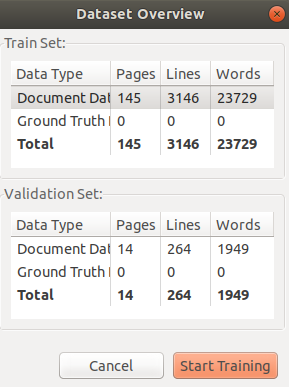 Dataset Overview
Train Set:
Data Type Pages Lines Words
Document Dat 145 3146 23729
Ground Truth 0 0 0
Total 145 3146 23729
Validation Set:
Data Type Pages Lines Words
Document Dat 14 264 1949
Ground Truth 0 0 0
Total 14 264 1949
Cancel Start Training